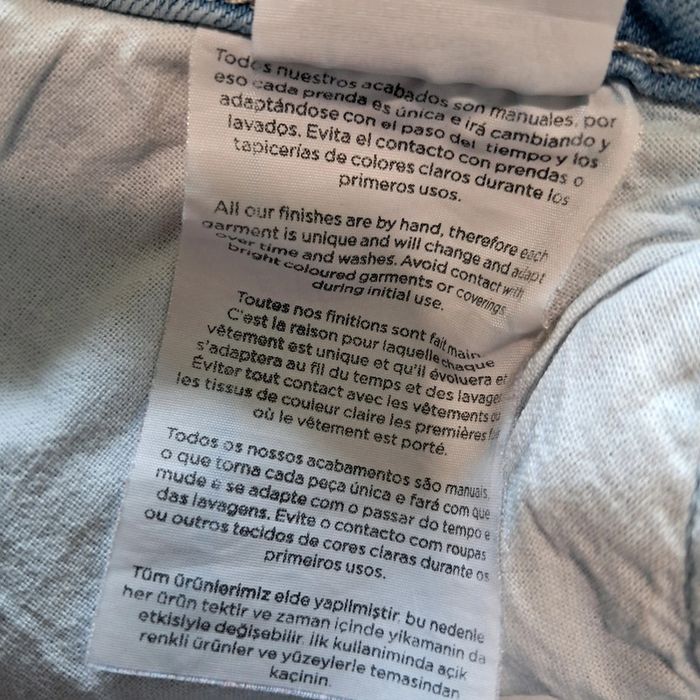 Todos nuestros acabados son manuales, por
eso cada prenda es única e irá cambiando y
adaptándose con el paso del tiempo y los
lavados. Evita el contacto con prendas o
tapicerías de colores claros durante los
primeros usos.
All our finishes are by hand, therefore each
garment is unique and will change and adapt
over time and washes. Avoid contact with
bright coloured garments or coverings
during initial use.
Toutes nos finitions sont fait main.
C'est la raison pour laquelle chaque
vêtement est unique et qu'il évoluera et
s'adaptera au fil du temps et des lavages
Éviter tout contact avec les vêtements ou
les tissus de couleur claire les premières
où le vêtement est porté.
Todos os nossos acabamentos são manuais,
o que torna cada peça única e fará com que
mude e se adapte com o passar do tempo e
das lavagens. Evite o contacto com roupas
ou outros tecidos de cores claras durante os
primeiros usos.
Tüm ürünlerimiz elde yapilmiştir, bu nedenle
her ürün tektir ve zaman içinde yikamanin da
etkisiyle değişebilir. İlk kullaniminda açik
renkli ürünler ve yüzeylerle temasindan
kaçinin.